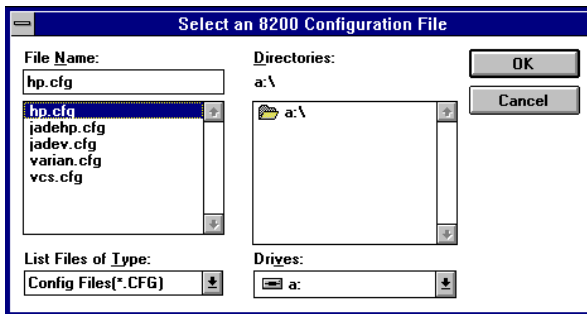 Select an 8200 Configuration File
File Name:
hp.cfg
hp.cfg
jadehp.cfg
jadev.cfg
varian.cfg
vcs.cfg
List Files of Type:
Config Files(*.CFG)
Directories:
a:\
a:\
Drives:
a:
OK
Cancel